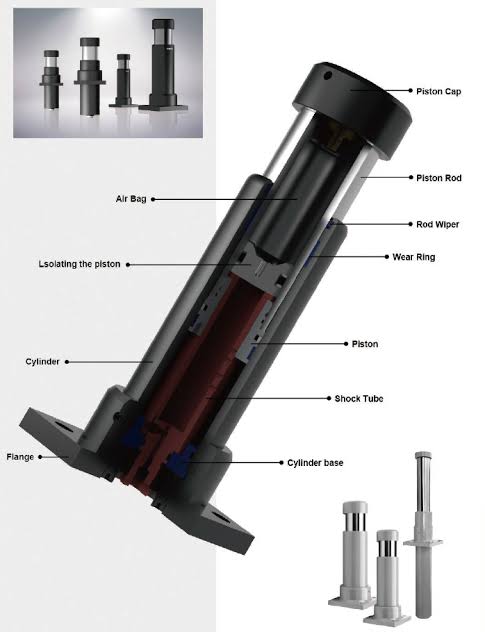 Piston Cap
Piston Rod
Air Bag
Rod Wiper
Wear Ring
Lsolating the piston
Piston
Cylinder
Shock Tube
Flange
Cylinder base